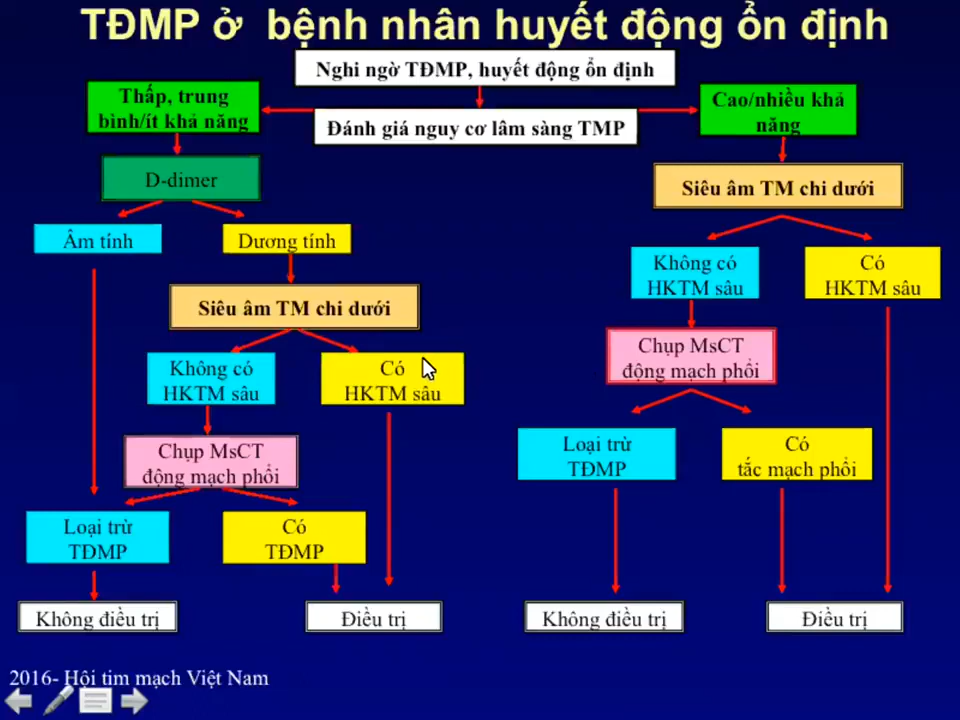 TĐMP ở bệnh nhân huyết động ổn định
Nghi ngờ TĐMP, huyết động ổn định
Thấp, trung
bình/ít khả năng
Đánh giá nguy cơ lâm sàng TMP
Cao/nhiều khả
năng
D-dimer
Siêu âm TM chi dưới
Âm tính
Dương tính
Không có
HKTM sâu
Có
HKTM sâu
Siêu âm TM chi dưới
Chụp MsCT
động mạch phổi
Không có
HKTM sâu
Có
HKTM sâu
Chụp MsCT
động mạch phổi
Loại trừ
TĐMP
Có
tắc mạch phổi
Loại trừ
TĐMP
Có
TĐMP
Không điều trị
Điều trị
Không điều trị
Điều trị
2016- Hội tim mạch Việt Nam